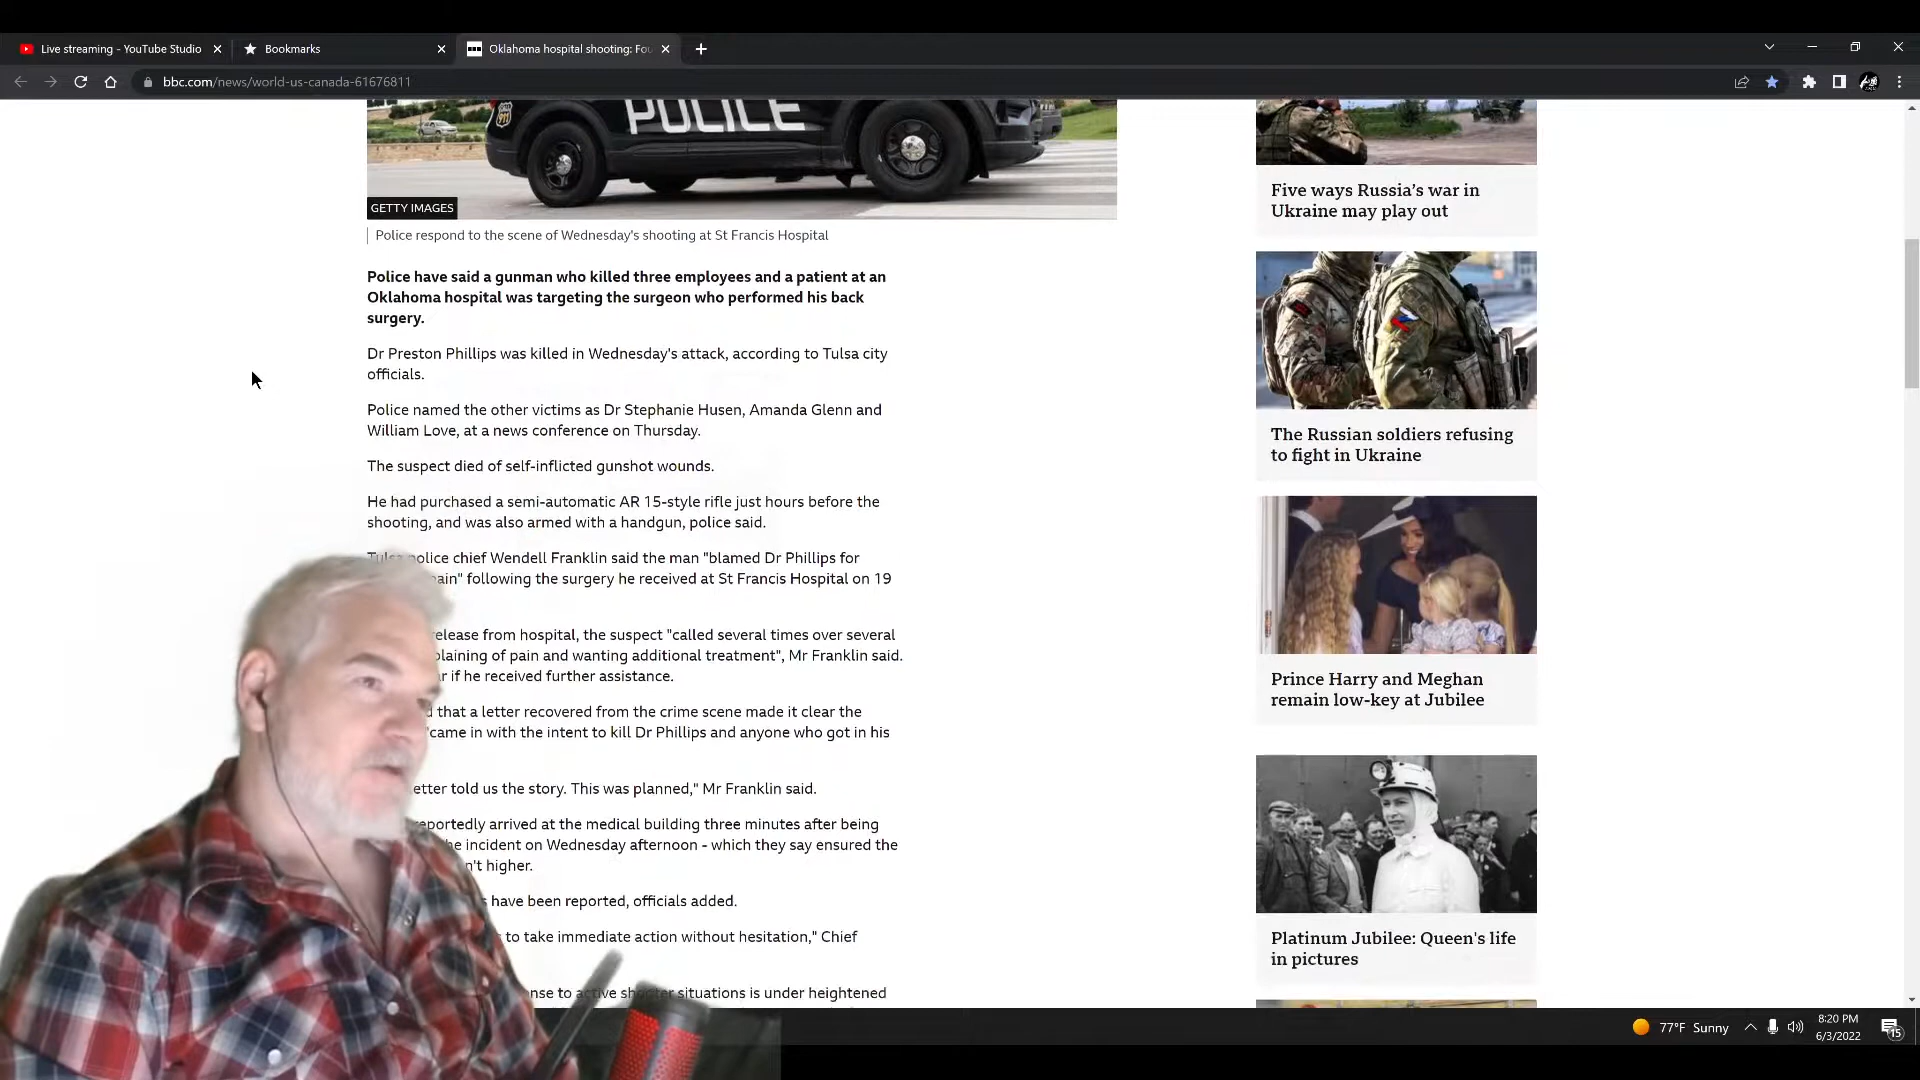 Live streaming - YouTube Studio
Bookmarks
Oklahoma hospital shooting: Fou
bbc.com/news/world-us-canada-61676811
POLICE
GETTY IMAGES
Police respond to the scene of Wednesday's shooting at St Francis Hospital
Police have said a gunman who killed three employees and a patient at an
Oklahoma hospital was targeting the surgeon who performed his back
surgery.
Dr Preston Phillips was killed in Wednesday's attack, according to Tulsa city
officials.
Police named the other victims as Dr Stephanie Husen, Amanda Glenn and
William Love, at a news conference on Thursday.
The suspect died of self-inflicted gunshot wounds.
He had purchased a semi-automatic AR 15-style rifle just hours before the
shooting, and was also armed with a handgun, police said.
Tulsa police chief Wendell Franklin said the man "blamed Dr Phillips for
ain" following the surgery he received at St Francis Hospital on 19
elease from hospital, the suspect "called several times over several
laining of pain and wanting additional treatment", Mr Franklin said.
r if he received further assistance.
d that a letter recovered from the crime scene made it clear the
"came in with the intent to kill Dr Phillips and anyone who got in his
etter told us the story. This was planned," Mr Franklin said.
reportedly arrived at the medical building three minutes after being
he incident on Wednesday afternoon - which they say ensured the
n't higher.
s have been reported, officials added.
s to take immediate action without hesitation," Chief
nse to active shooter situations is under heightened
Five ways Russia's war in
Ukraine may play out
The Russian soldiers refusing
to fight in Ukraine
Prince Harry and Meghan
remain low-key at Jubilee
Platinum Jubilee: Queen's life
in pictures
77°F Sunny
8:20 PM
6/3/2022
15